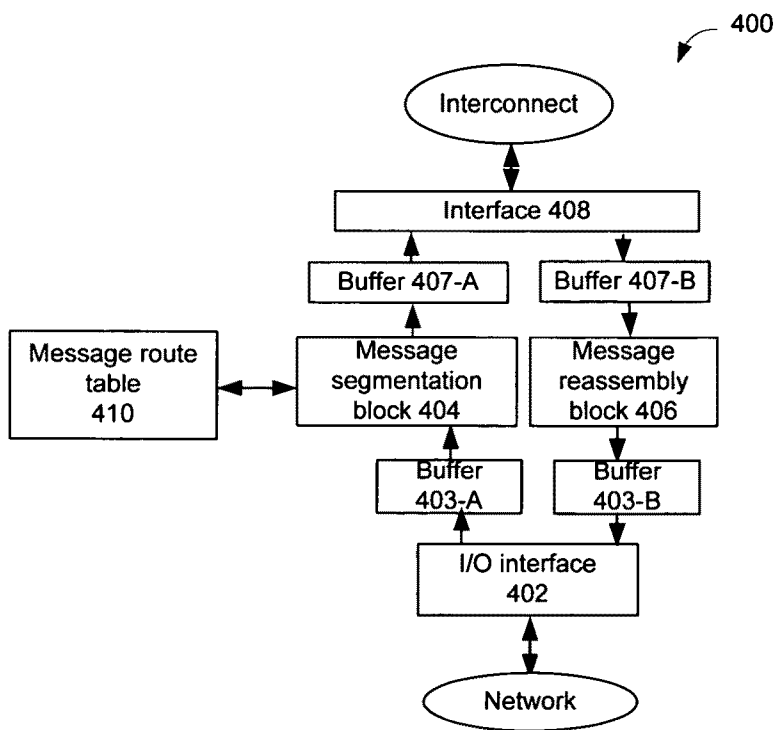 400
Interconnect
Interface 408
Buffer 407-A
Buffer 407-B
Message route
table
410
Message
segmentation
block 404
Message
reassembly
block 406
Buffer
403-A
Buffer
403-B
I/O interface
402
Network